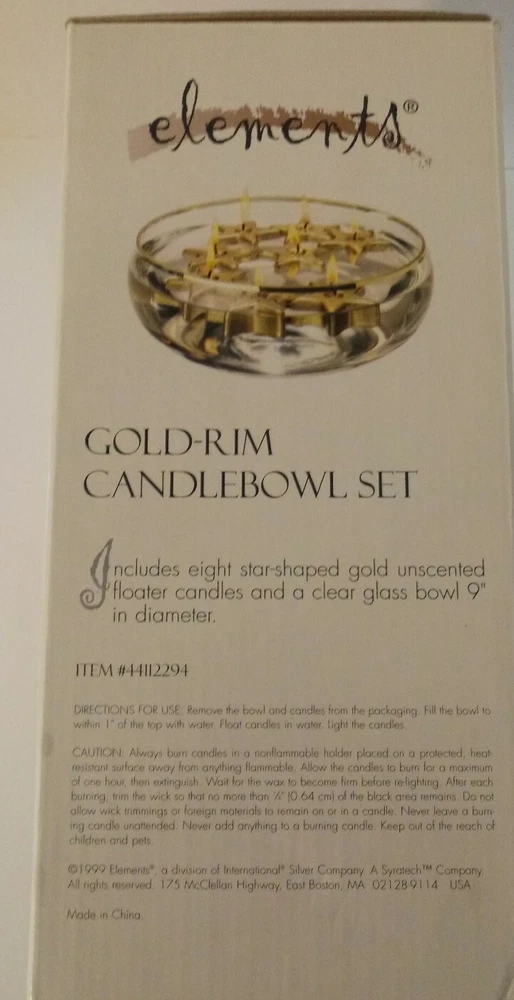 elements®
GOLD-RIM
CANDLEBOWL SET
Includes eight star-shaped gold unscented
floater candles and a clear glass bowl 9"
in diameter.
ITEM #44112294
DIRECTIONS FOR USE: Remove the bowl and candles from the packaging. Fill the bowl to
within 1" of the top with water. Float candles in water. Light the candles.
CAUTION: Always burn candles in a nonflammable holder placed on a protected, heat-
resistant surface away from anything flammable. Allow the candles to burn for a maximum
of one hour, then extinguish. Wait for the wax to become firm before re-lighting. After each
burning, trim the wick so that no more than ¼" (0.64 cm) of the black area remains. Do not
allow wick trimmings or foreign materials to remain on or in a candle. Never leave a burn-
ing candle unattended. Never add anything to a burning candle. Keep out of the reach of
children and pets.
©1999 Elements®, a division of International® Silver Company. A Syratech™ Company.
All rights reserved. 175 McClellan Highway, East Boston, MA 02128-9114 USA
Made in China.